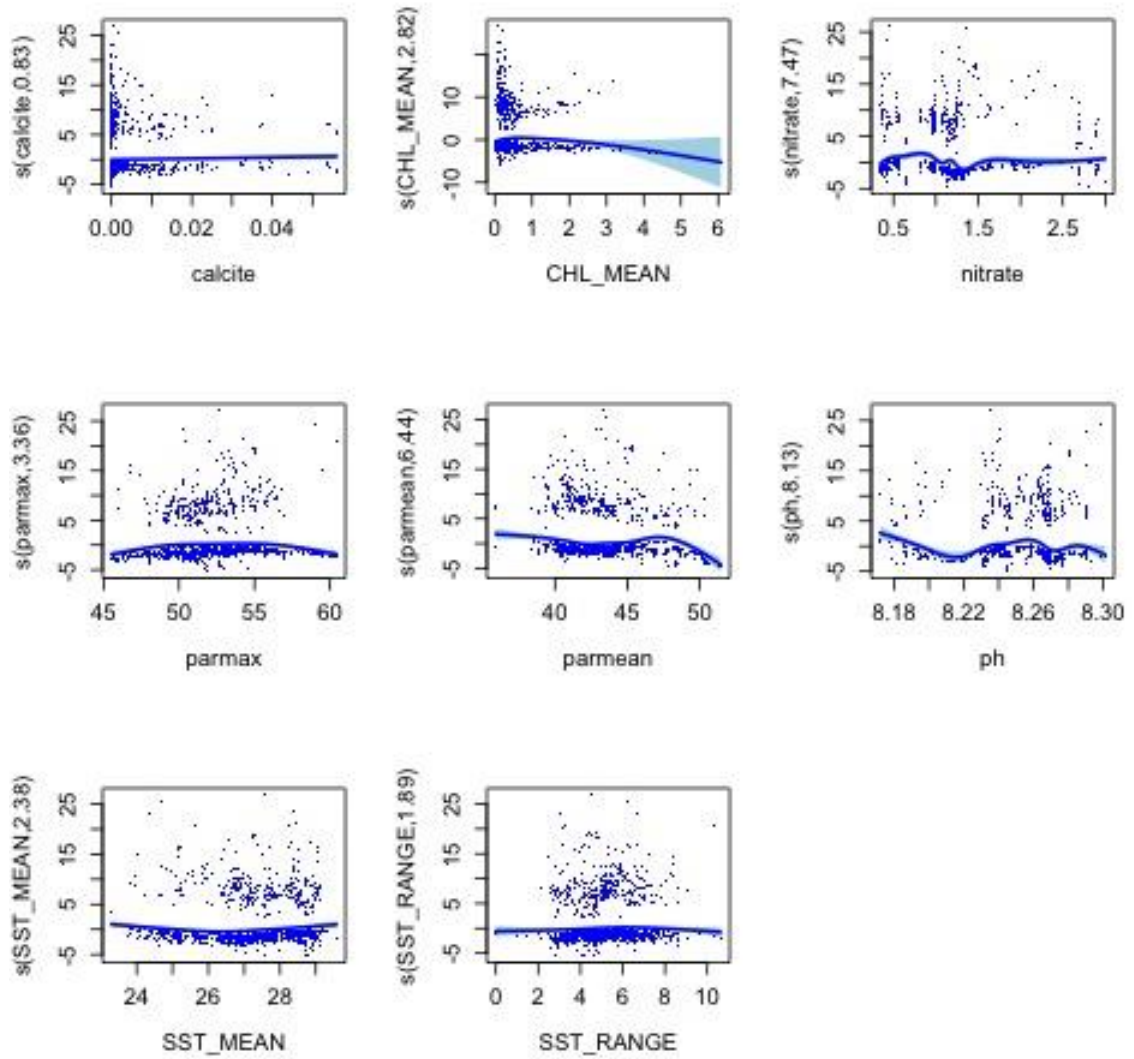 s(calcite,0.83)
-5 5 15 25
0.00 0.02 0.04
calcite
s(CHL_MEAN,2.82)
-10 0 10
0 1 2 3 4 5 6
CHL_MEAN
s(nitrate,7.47)
-5 5 15 25
0.5 1.5 2.5
nitrate
s(parmax,3.36)
-5 5 15 25
45 50 55 60
parmax
s(parmean,6.44)
-5 5 15 25
40 45 50
parmean
s(ph,8.13)
-5 5 15 25
8.18 8.22 8.26 8.30
ph
s(SST_MEAN,2.38)
-5 5 15 25
24 26 28
SST_MEAN
s(SST_RANGE,1.89)
-5 5 15 25
0 2 4 6 8 10
SST_RANGE